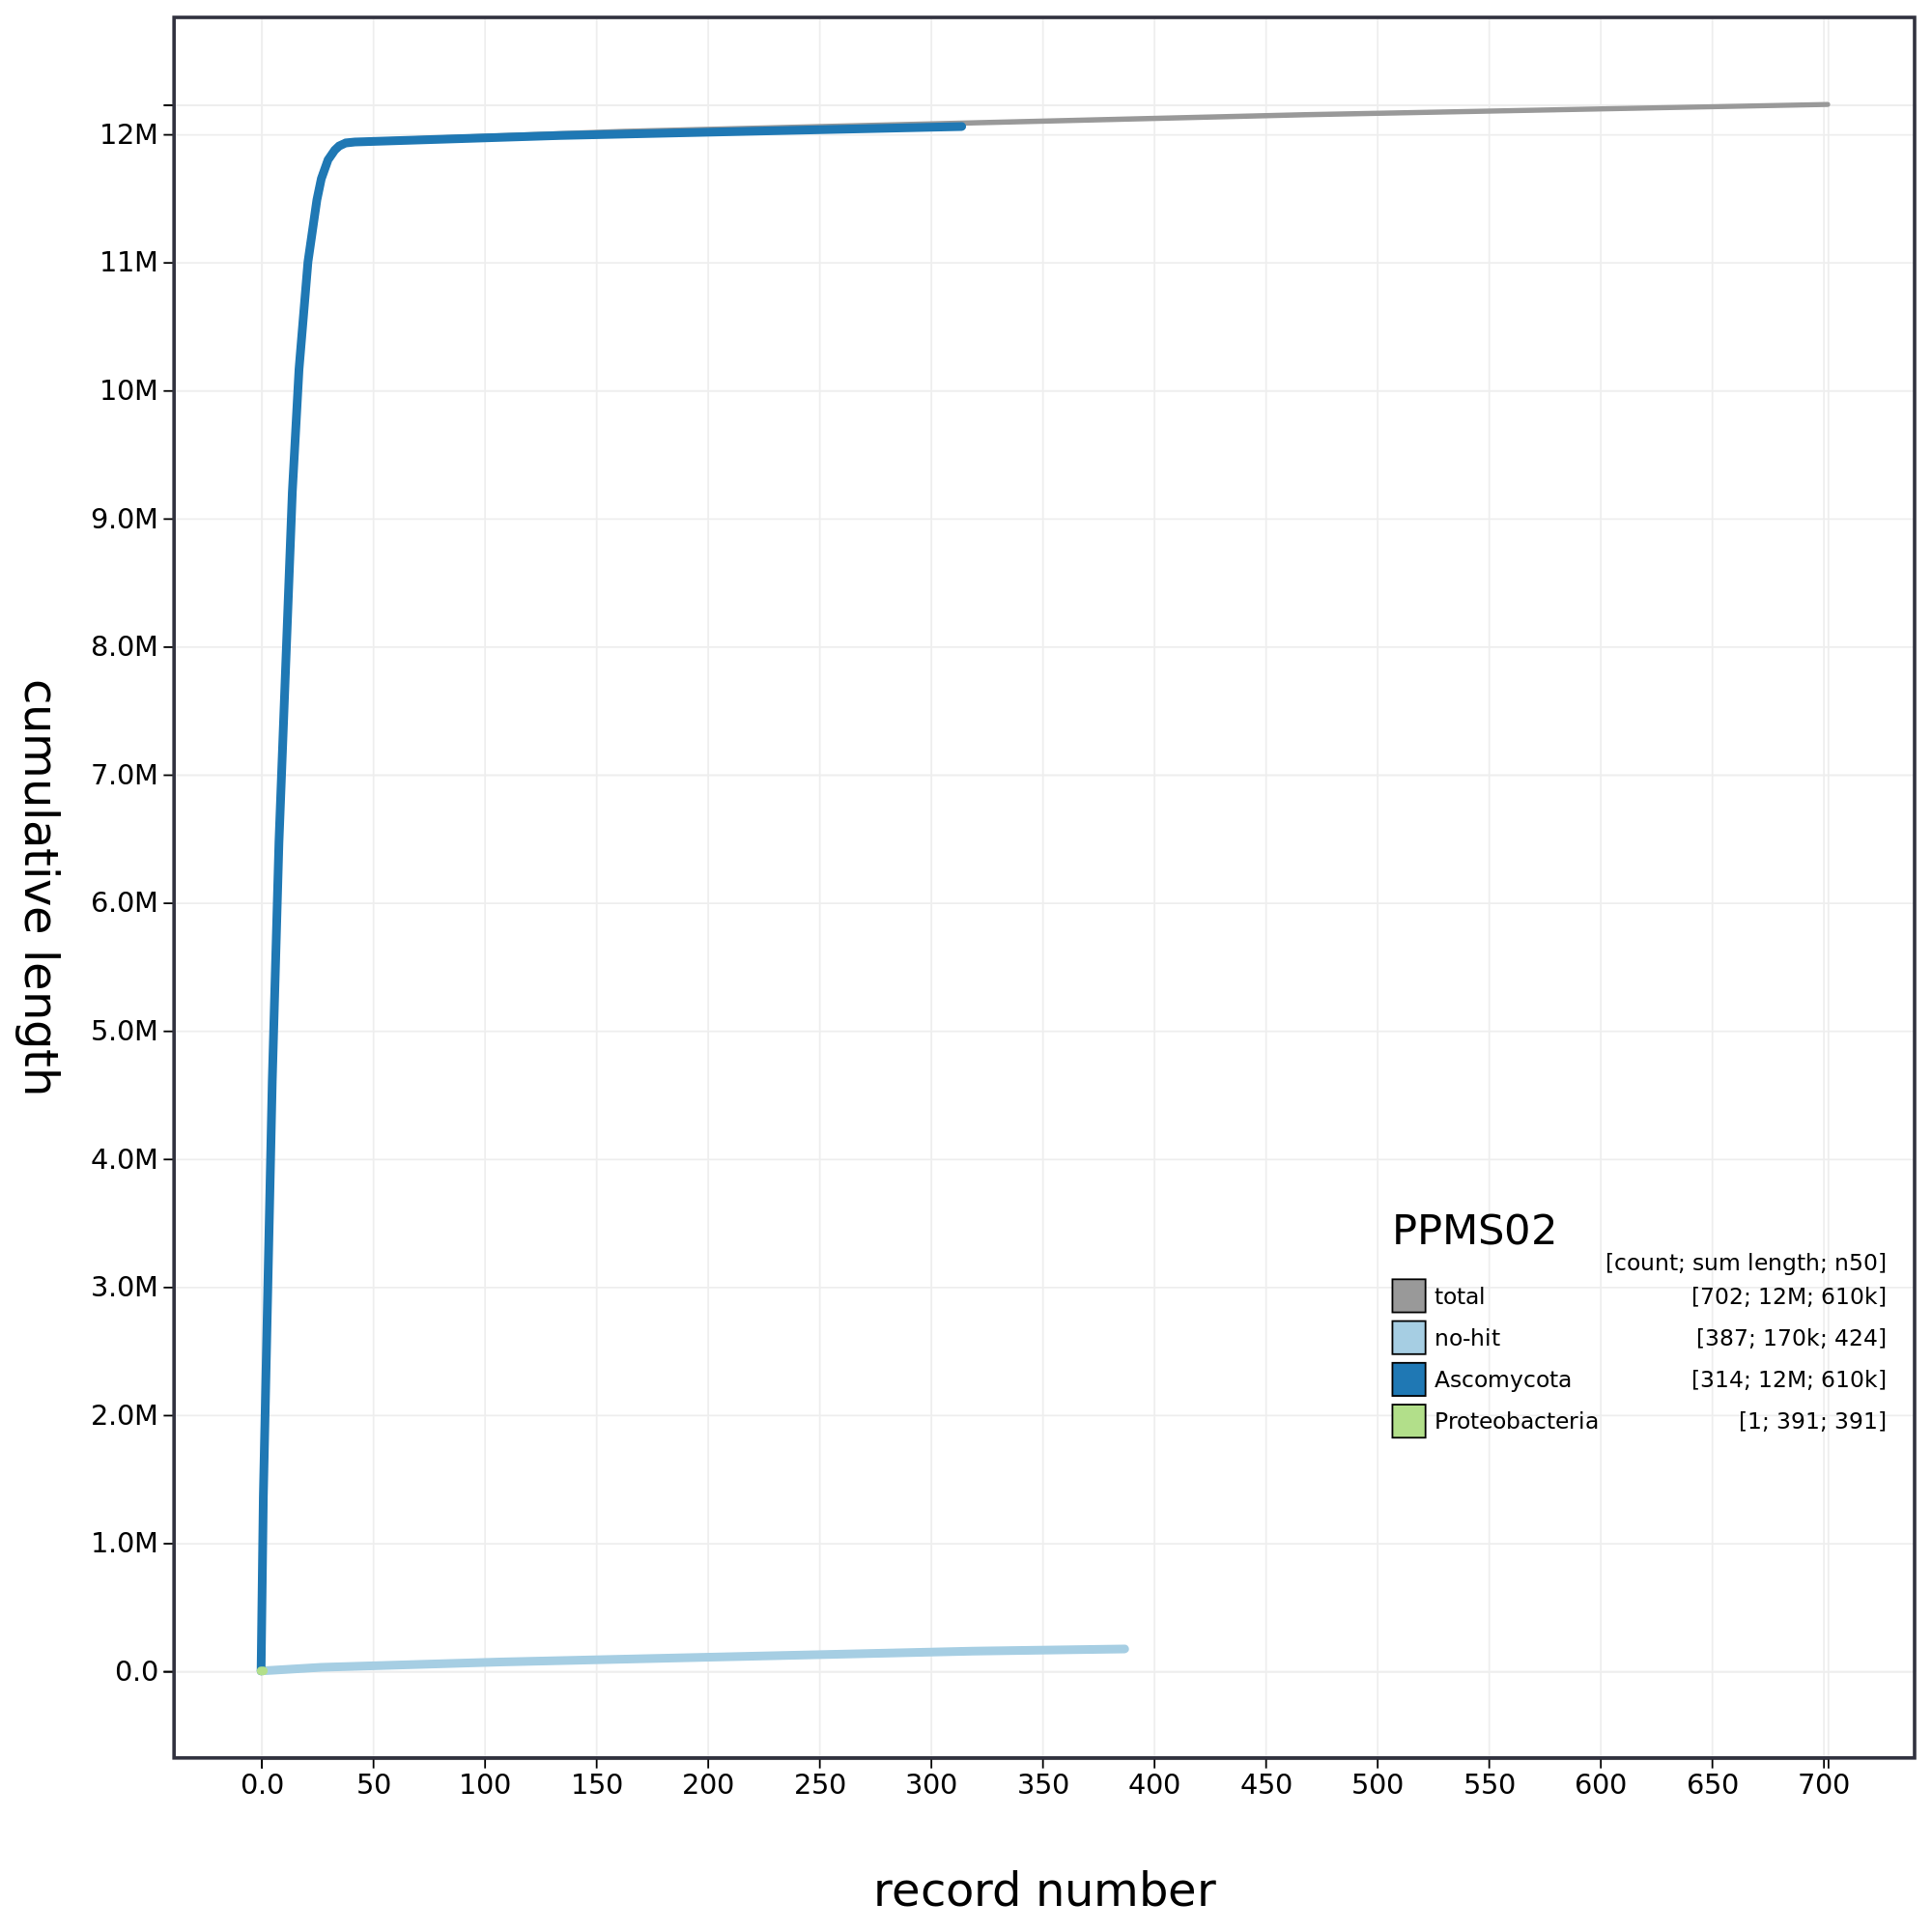 cumulative length
12M
11M
10M
9.0M
8.0M
7.0M
6.0M
5.0M
4.0M
3.0M
2.0M
1.0M
0.0
PPMS02
[count; sum length; n50]
total [702; 12M; 610k]
no-hit [387; 170k; 424]
Ascomycota [314; 12M; 610k]
Proteobacteria [1; 391; 391]
0.0 50 100 150 200 250 300 350 400 450 500 550 600 650 700
record number